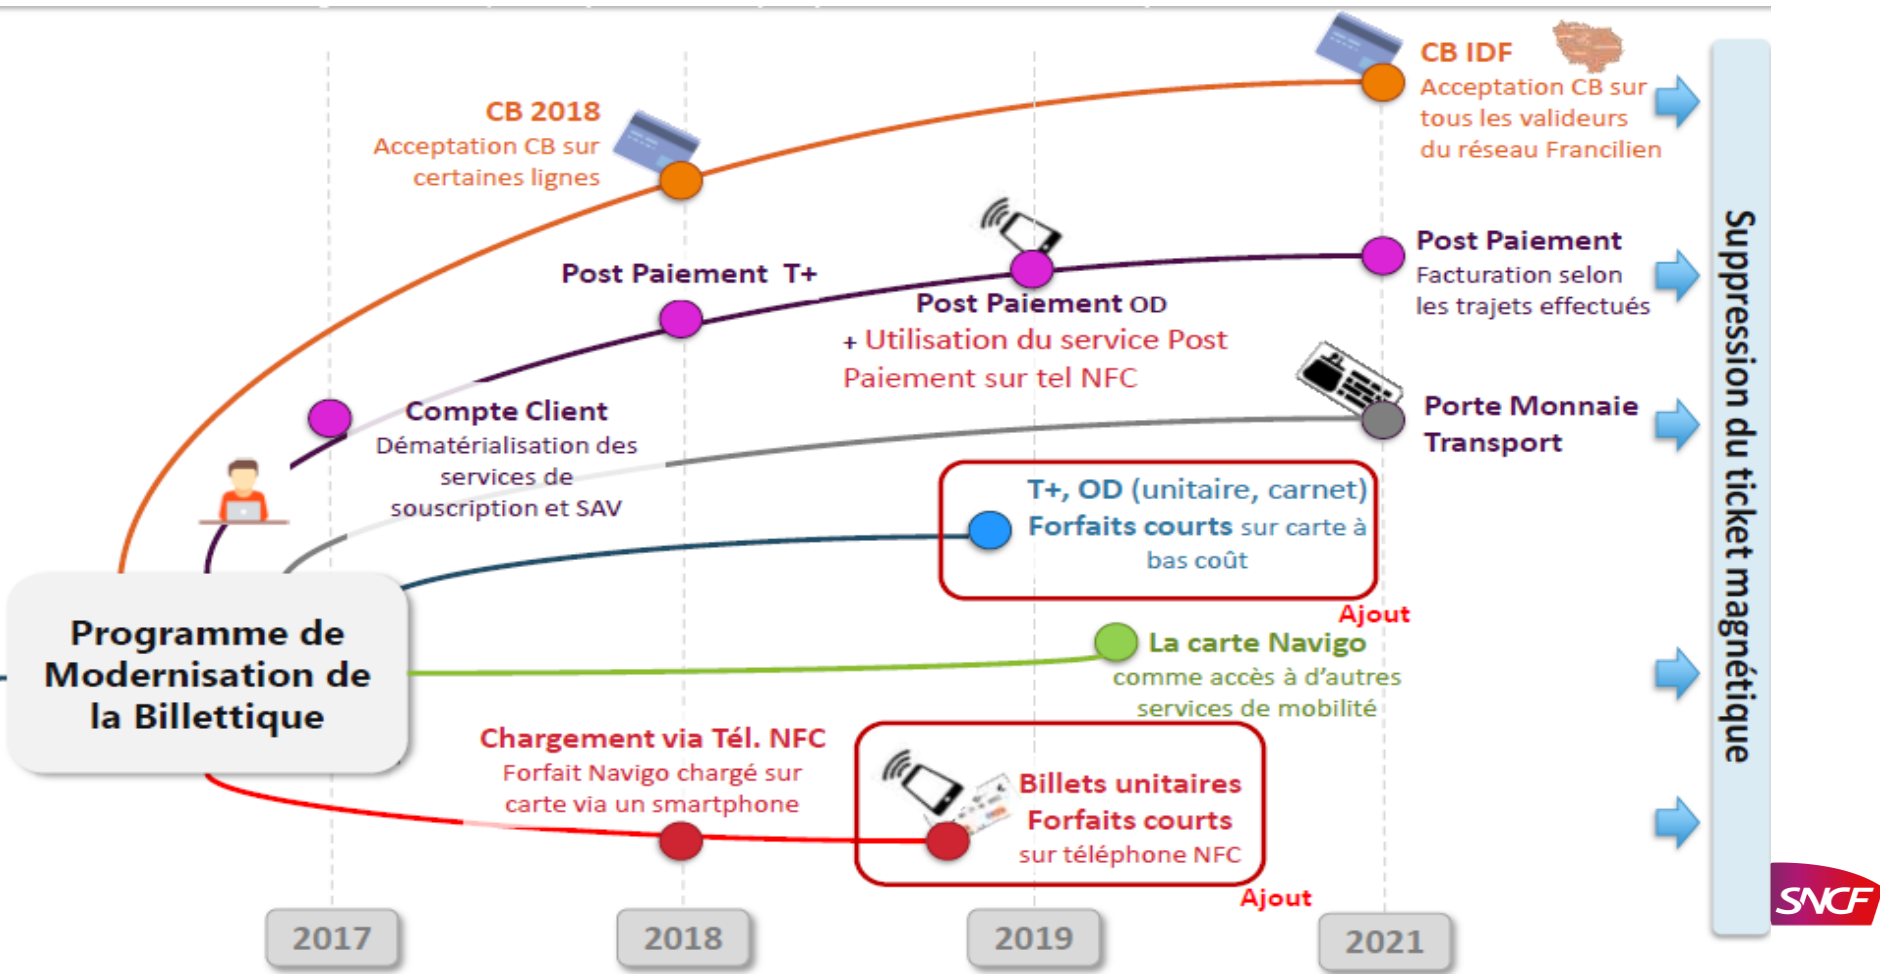 CB IDF
Acceptation CB sur
tous les valideurs
du réseau Francilien
CB 2018
Acceptation CB sur
certaines lignes
Post Paiement
Facturation selon
les trajets effectués
Post Paiement T+
Post Paiement OD
+ Utilisation du service Post
Paiement sur tel NFC
Compte Client
Dématérialisation des
services de
souscription et SAV
Porte Monnaie
Transport
T+, OD (unitaire, carnet)
Forfaits courts sur carte à
bas coût
Ajout
Programme de
Modernisation de
la Billettique
La carte Navigo
comme accès à d'autres
services de mobilité
Chargement via Tél. NFC
Forfait Navigo chargé sur
carte via un smartphone
Billets unitaires
Forfaits courts
sur téléphone NFC
Ajout
Suppression du ticket magnétique
SNCF
2017
2018
2019
2021